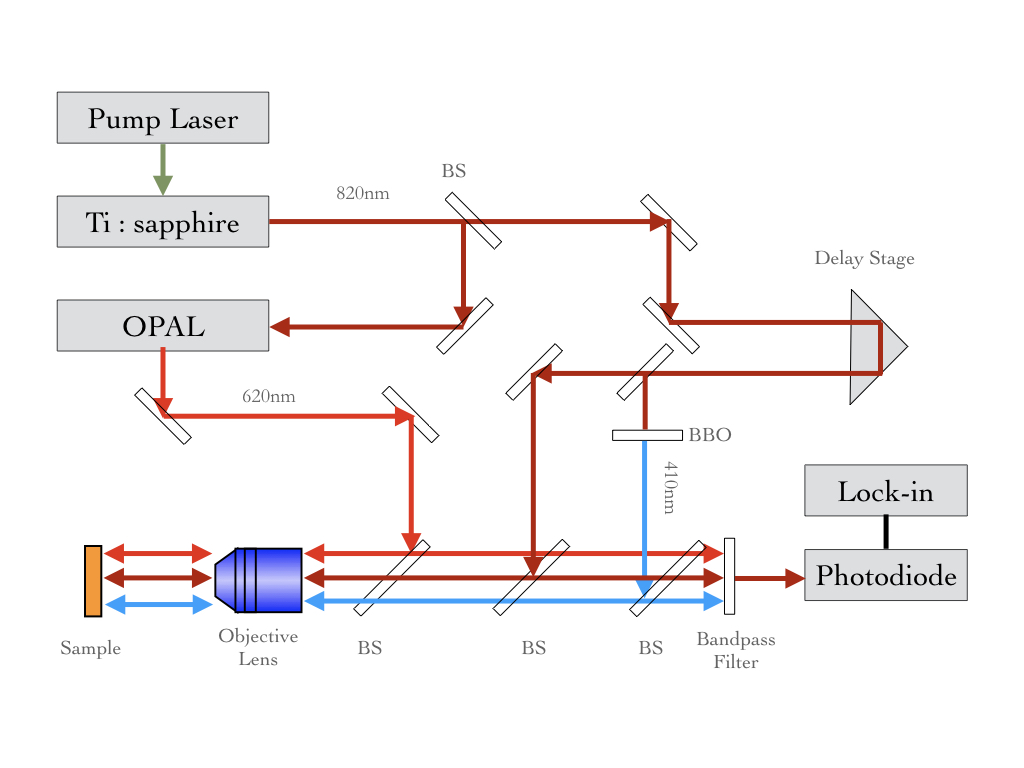 Pump Laser
BS
820nm
Ti : sapphire
Delay Stage
OPAL
620nm
BBO
410nm
Lock-in
Photodiode
Sample
Objective
Lens
BS
BS
BS
Bandpass
Filter